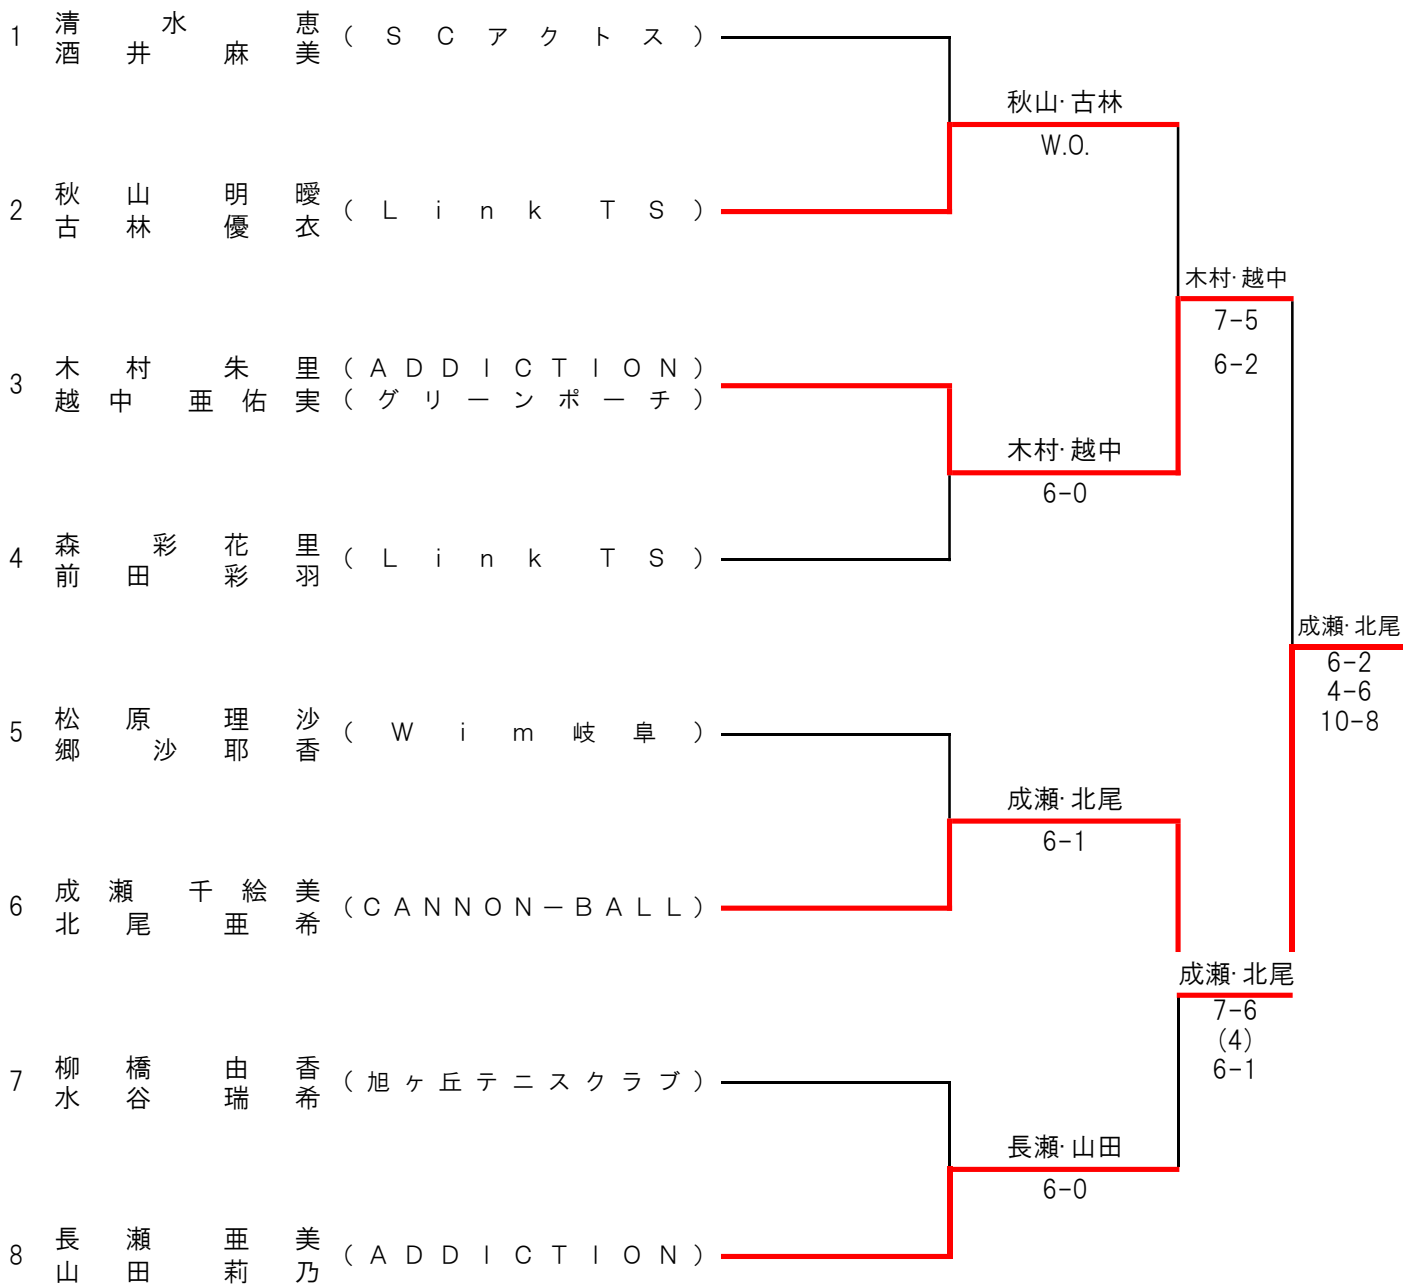 1 清水恵 (SCアクトス)
酒井麻美
秋山･古林
W.O.
2 秋山明曖 (Link TS)
古林優衣
木村･越中
7-5
6-2
3 木村朱里 (ADDICTION)
越中亜佑実 (グリーンポーチ)
木村･越中
6-0
4 森彩花里 (Link TS)
前田彩羽
成瀬･北尾
6-2
4-6
10-8
5 松原理沙 (Wim岐阜)
郷沙耶香
成瀬･北尾
6-1
6 成瀬千絵美 (CANNON－BALL)
北尾亜希
成瀬･北尾
7-6
(4)
6-1
7 柳橋由香 (旭ヶ丘テニスクラブ)
水谷瑞希
長瀬･山田
6-0
8 長瀬亜美 (ADDICTION)
山田莉乃